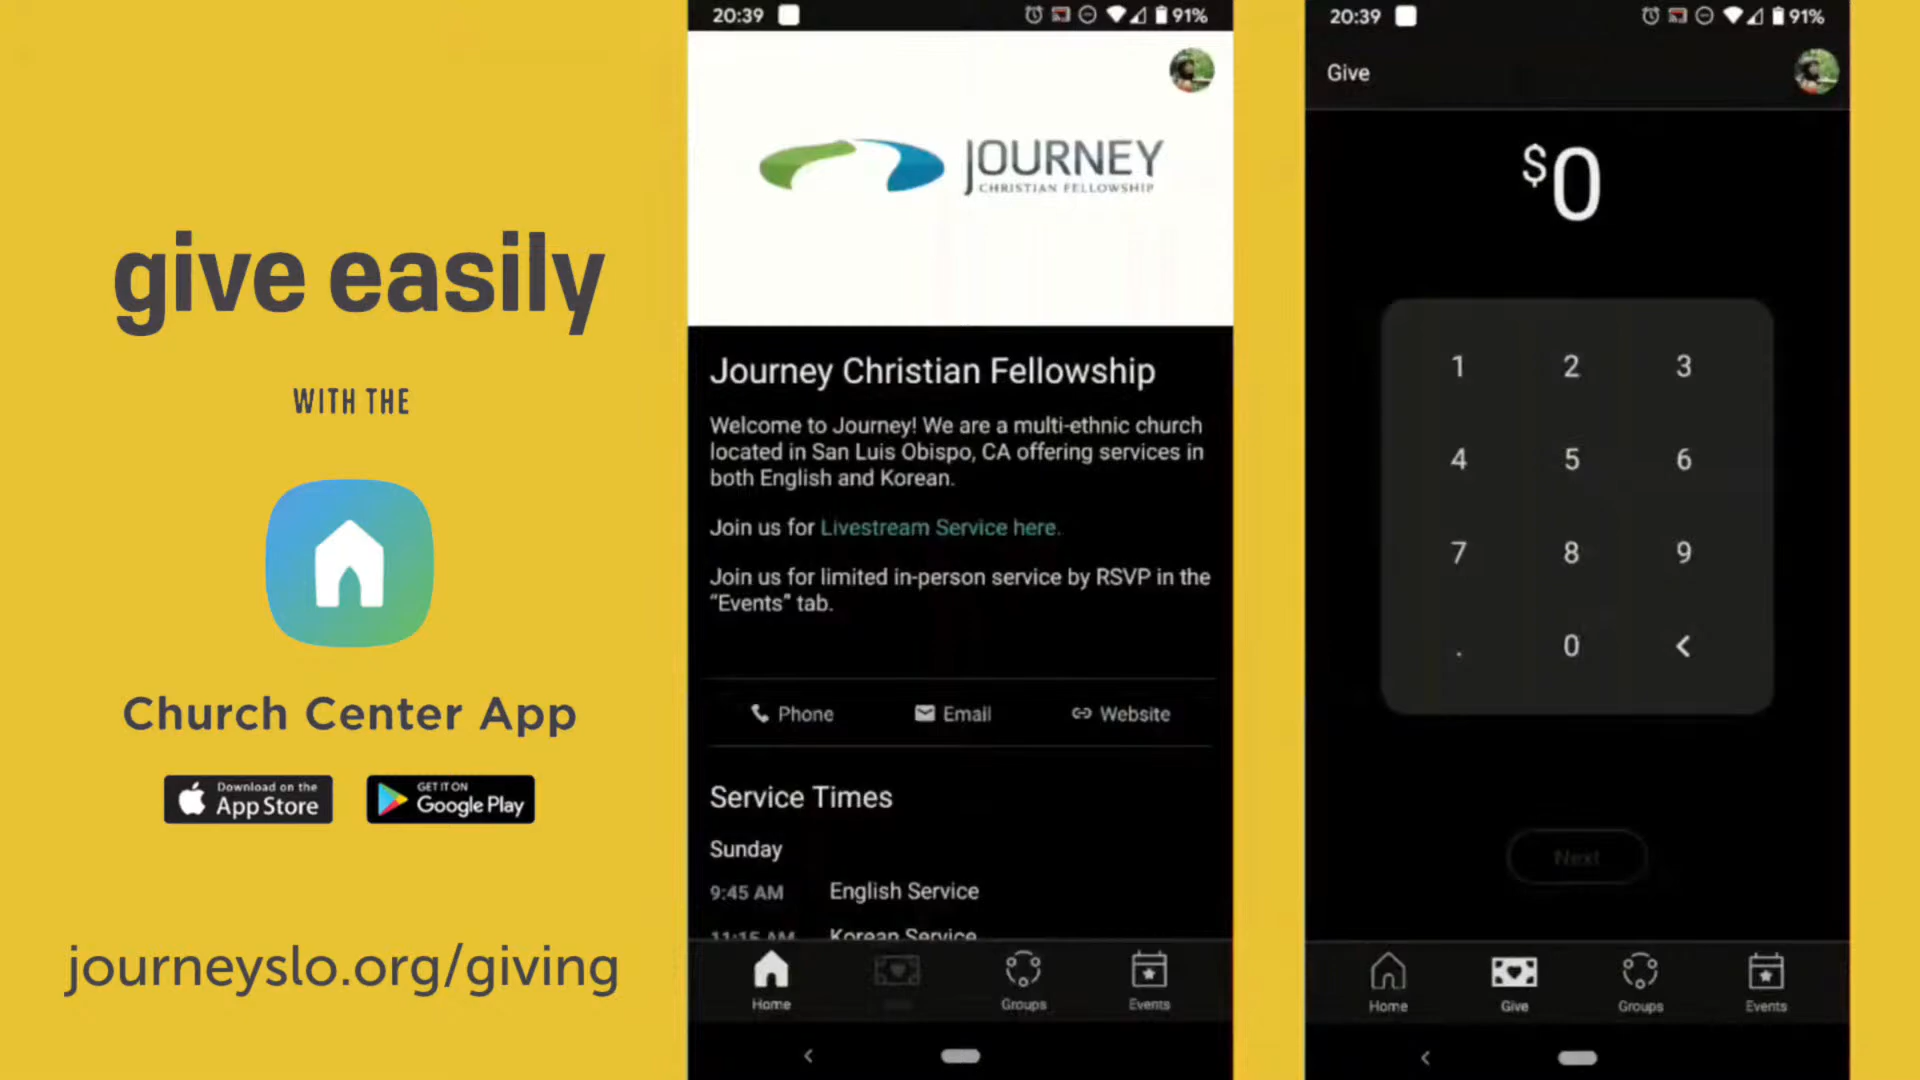 give easily
WITH THE
Church Center App
Download on the
App Store
GET IT ON
Google Play
journeyslo.org/giving
20:39
91%
JOURNEY
CHRISTIAN FELLOWSHIP
Journey Christian Fellowship
Welcome to Journey! We are a multi-ethnic church
located in San Luis Obispo, CA offering services in
both English and Korean.
Join us for Livestream Service here.
Join us for limited in-person service by RSVP in the
“Events” tab.
Phone Email Website
Service Times
Sunday
9:45 AM English Service
11:15 AM Korean Service
Home Groups Events
20:39
91%
Give
$0
1 2 3
4 5 6
7 8 9
. 0 <
Next
Home Give Groups Events